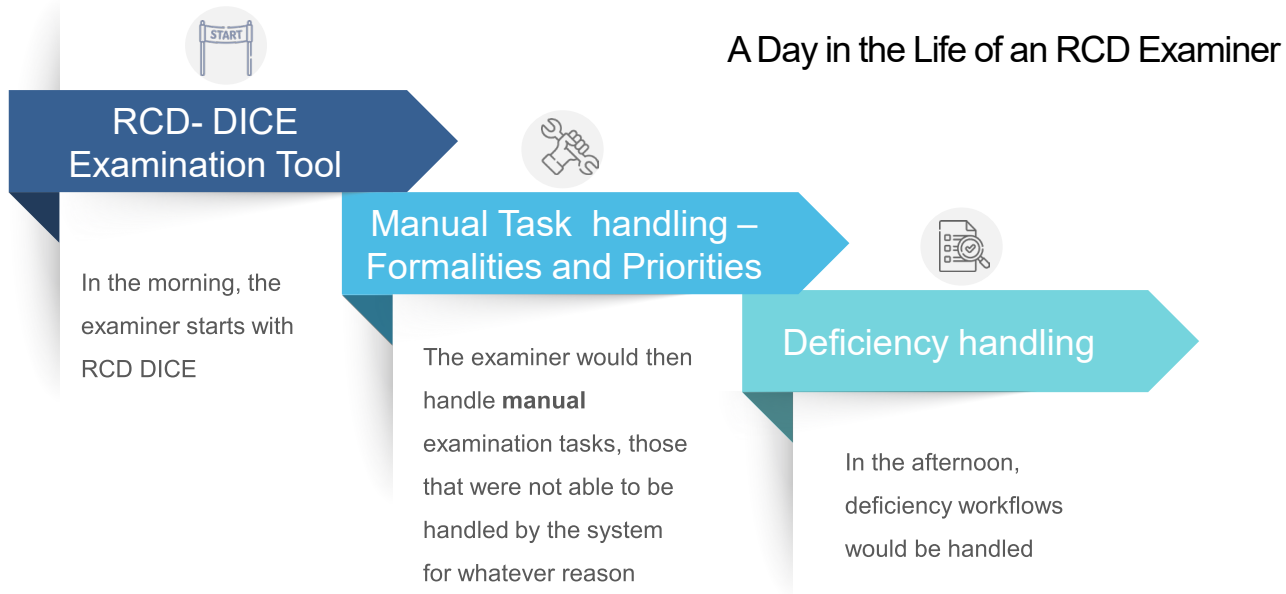 START
A Day in the Life of an RCD Examiner
RCD- DICE
Examination Tool
In the morning, the
examiner starts with
RCD DICE
Manual Task  handling –
Formalities and Priorities
The examiner would then
handle manual
examination tasks, those
that were not able to be
handled by the system
for whatever reason
Deficiency handling
In the afternoon,
deficiency workflows
would be handled